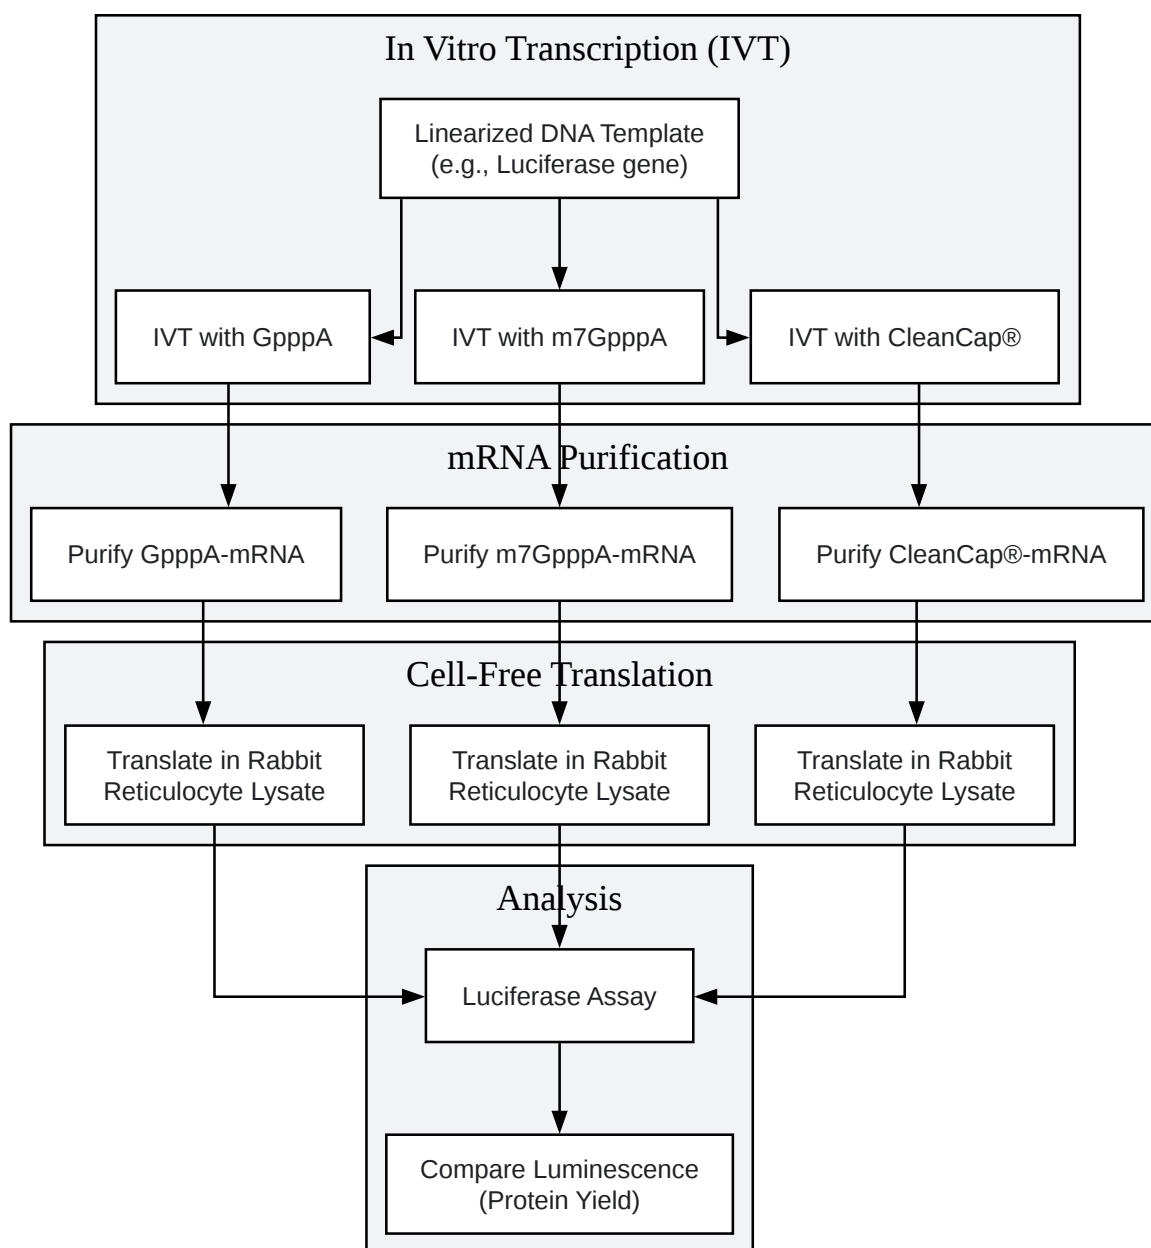 In Vitro Transcription (IVT)
Linearized DNA Template
(e.g., Luciferase gene)
IVT with GpppA
IVT with m7GpppA
IVT with CleanCap®
mRNA Purification
Purify GpppA-mRNA
Purify m7GpppA-mRNA
Purify CleanCap®-mRNA
Cell-Free Translation
Translate in Rabbit
Reticulocyte Lysate
Translate in Rabbit
Reticulocyte Lysate
Translate in Rabbit
Reticulocyte Lysate
Analysis
Luciferase Assay
Compare Luminescence
(Protein Yield)